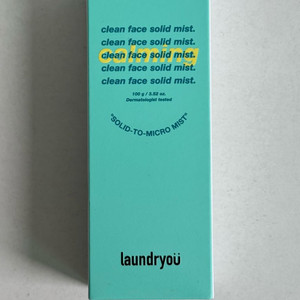 clean face solid mist.
clean face solid mist.
calming
clean face solid mist.
clean face solid mist.
clean face solid mist.
100 g / 3.52 oz.
Dermatologist tested
"SOLID-TO-MICRO MIST"
laundryoü